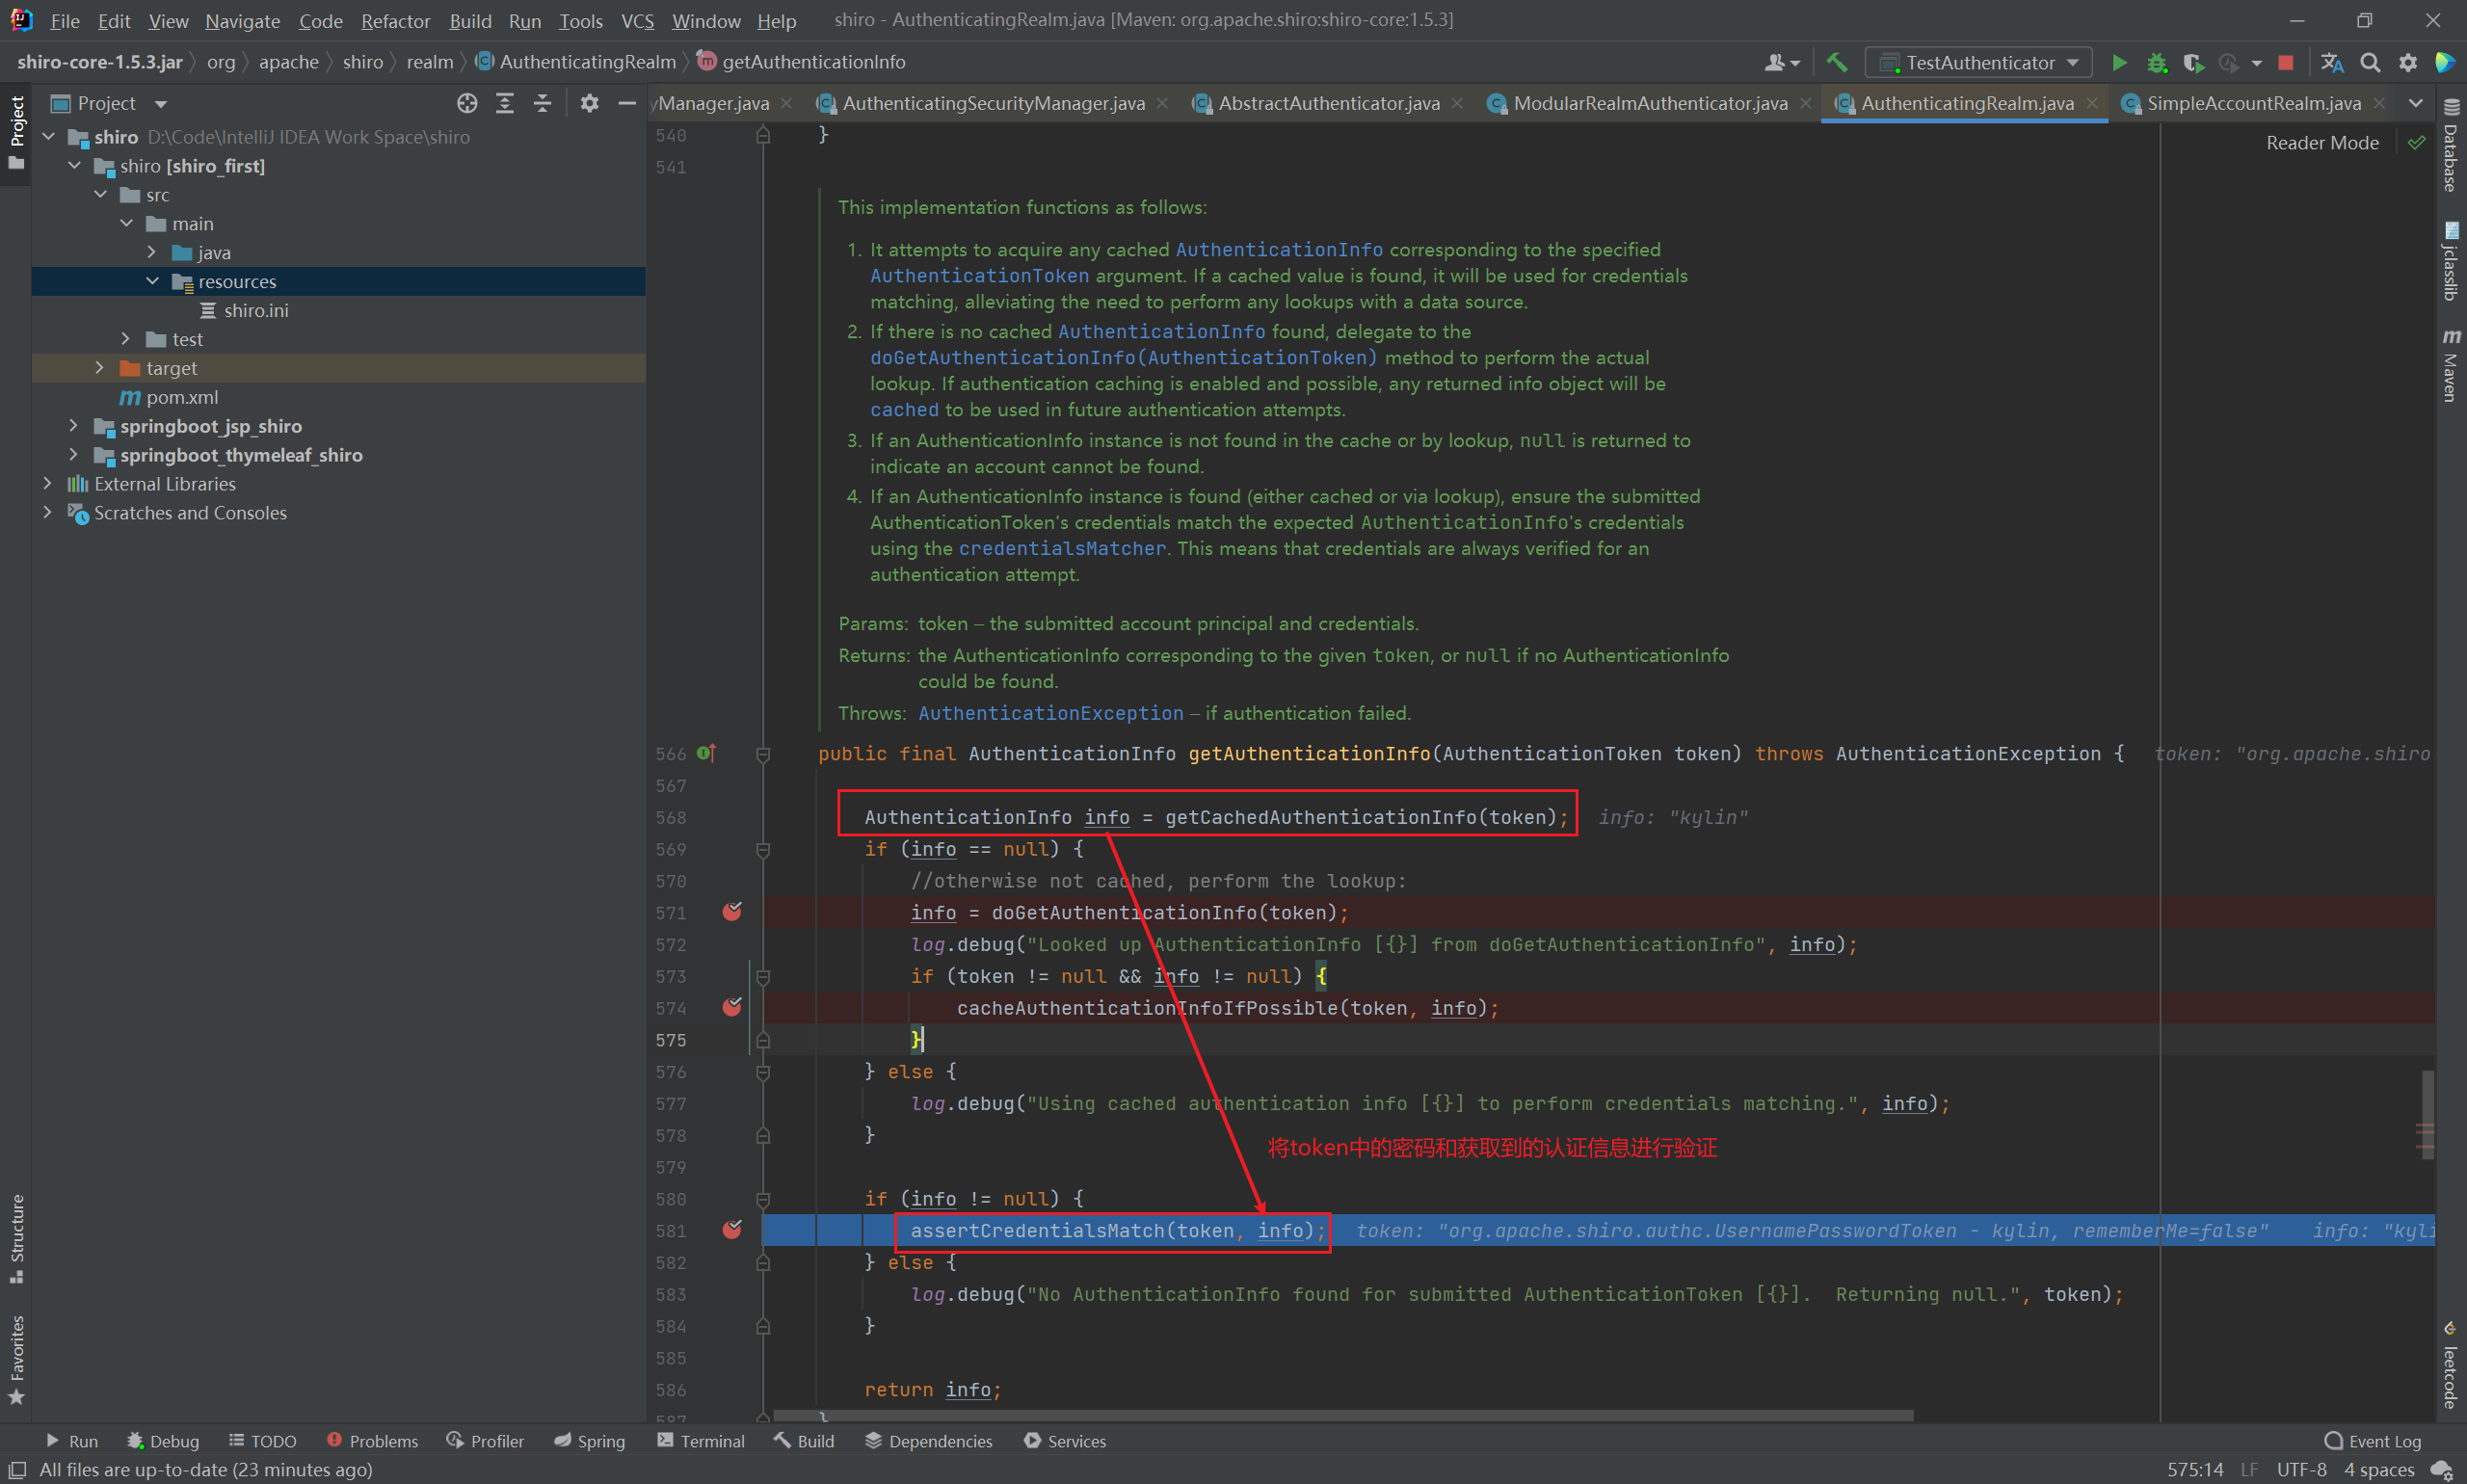 File Edit View Navigate Code Refactor Build Run Tools VCS Window Help shiro - AuthenticatingRealm.java [Maven: org.apache.shiro:shiro-core:1.5.3]
shiro-core-1.5.3.jar org apache shiro realm AuthenticatingRealm getAuthenticationInfo TestAuthenticator
Project
yManager.java AuthenticatingSecurityManager.java AbstractAuthenticator.java ModularRealmAuthenticator.java AuthenticatingRealm.java SimpleAccountRealm.java
Project
shiro D:\Code\IntelliJ IDEA Work Space\shiro
shiro [shiro_first]
src
main
java
resources
shiro.ini
test
target
pom.xml
springboot_jsp_shiro
springboot_thymeleaf_shiro
External Libraries
Scratches and Consoles
Structure
Favorites
Reader Mode
540 }
541
This implementation functions as follows:
1. It attempts to acquire any cached AuthenticationInfo corresponding to the specified
AuthenticationToken argument. If a cached value is found, it will be used for credentials
matching, alleviating the need to perform any lookups with a data source.
2. If there is no cached AuthenticationInfo found, delegate to the
doGetAuthenticationInfo(AuthenticationToken) method to perform the actual
lookup. If authentication caching is enabled and possible, any returned info object will be
cached to be used in future authentication attempts.
3. If an AuthenticationInfo instance is not found in the cache or by lookup, null is returned to
indicate an account cannot be found.
4. If an AuthenticationInfo instance is found (either cached or via lookup), ensure the submitted
AuthenticationToken's credentials match the expected AuthenticationInfo's credentials
using the credentialsMatcher. This means that credentials are always verified for an
authentication attempt.
Params: token – the submitted account principal and credentials.
Returns: the AuthenticationInfo corresponding to the given token, or null if no AuthenticationInfo
could be found.
Throws: AuthenticationException – if authentication failed.
566 public final AuthenticationInfo getAuthenticationInfo(AuthenticationToken token) throws AuthenticationException { token: "org.apache.shiro
567
568 AuthenticationInfo info = getCachedAuthenticationInfo(token); info: "kylin"
569 if (info == null) {
570 //otherwise not cached, perform the lookup:
571 info = doGetAuthenticationInfo(token);
572 log.debug("Looked up AuthenticationInfo [{}] from doGetAuthenticationInfo", info);
573 if (token != null && info != null) {
574 cacheAuthenticationInfoIfPossible(token, info);
575 }
576 } else {
577 log.debug("Using cached authentication info [{}] to perform credentials matching.", info);
578 }
将token中的密码和获取到的认证信息进行验证
579
580 if (info != null) {
581 assertCredentialsMatch(token, info); token: "org.apache.shiro.authc.UsernamePasswordToken - kylin, rememberMe=false" info: "kyli
582 } else {
583 log.debug("No AuthenticationInfo found for submitted AuthenticationToken [{}].  Returning null.", token);
584 }
585
586 return info;
587 }
Database
jclasslib
Maven
leetcode
Run Debug TODO Problems Profiler Spring Terminal Build Dependencies Services Event Log
All files are up-to-date (23 minutes ago) 575:14 LF UTF-8 4 spaces